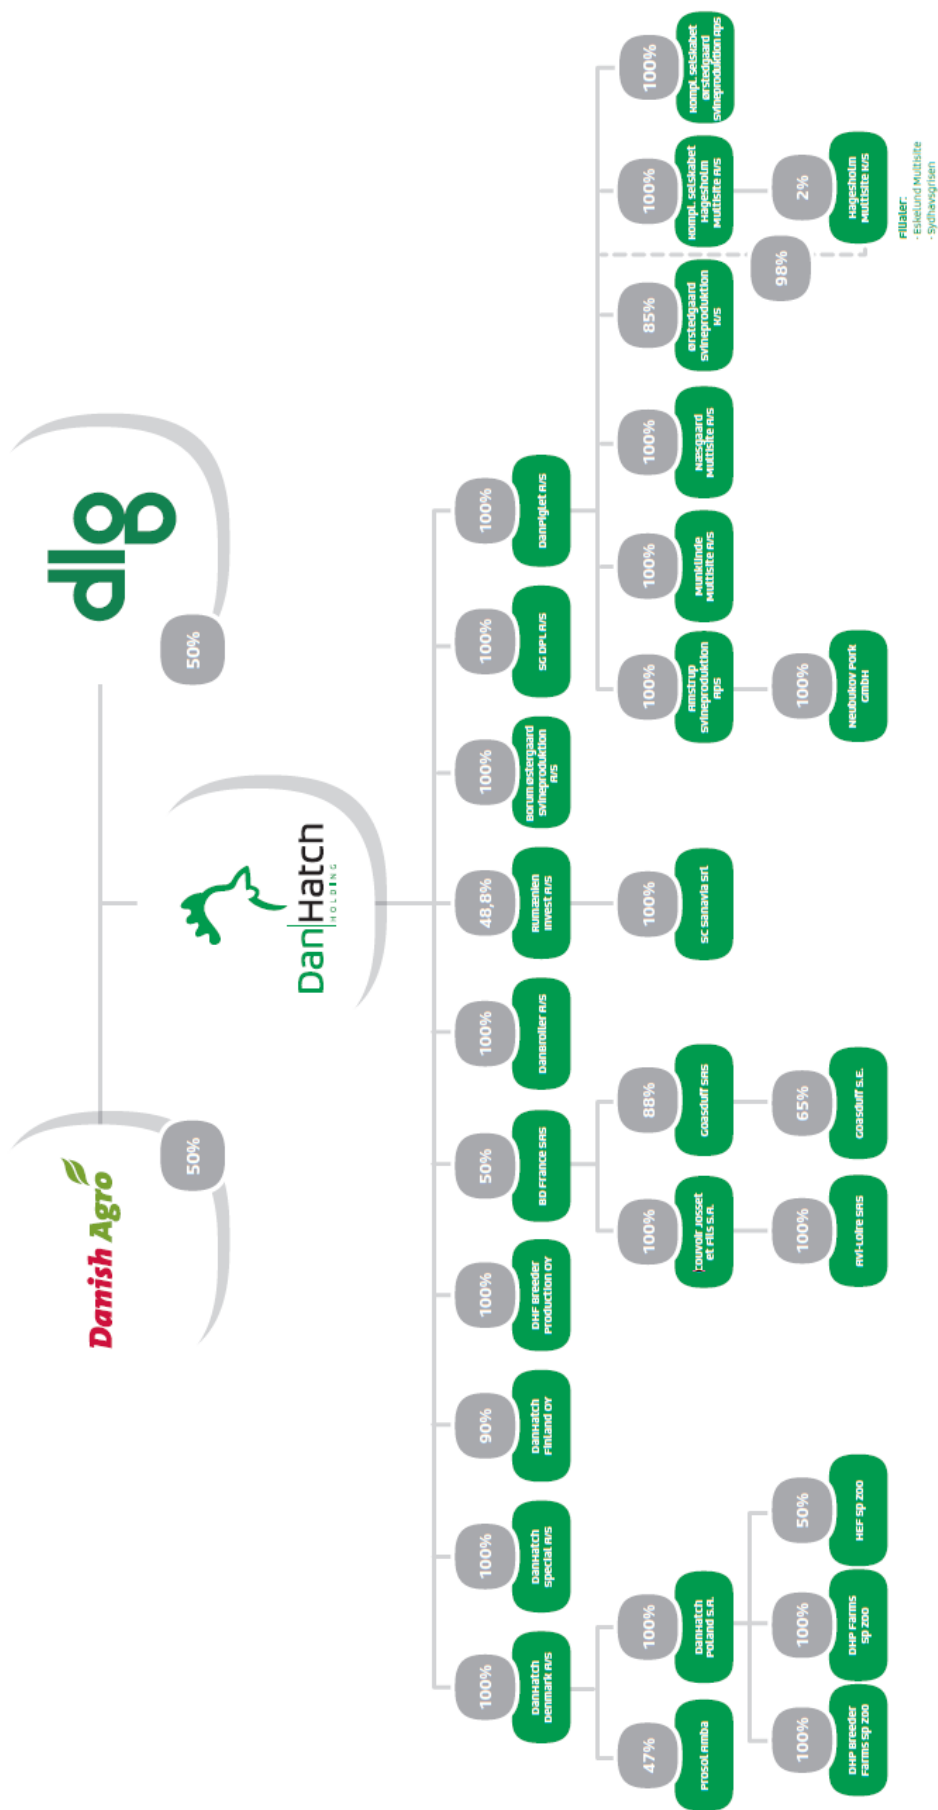 Danish Agro
50%
dlg
50%
Dan|Hatch
HOLDING
100%
DanHatch
Denmark A/S
100%
DanHatch
Special A/S
90%
DanHatch
Finland OY
100%
DHF Breeder
Production OY
50%
BD France SAS
100%
DanBroiler A/S
48,8%
Rumænien
Invest A/S
100%
Borum Østergaard
Svineproduktion
A/S
100%
SG DPL A/S
100%
DanPiglet A/S
47%
Prosol Amba
100%
DanHatch
Poland S.A.
100%
Couvoir Josset
et Fils S.A.
88%
Goasduff SAS
100%
SC Sanavia srl
100%
Amstrup
Svineproduktion
ApS
100%
Munklinde
Multisite A/S
100%
Næsgaard
Multisite A/S
85%
Ørstedgaard
Svineproduktion
K/S
100%
Kompl. selskabet
Hagesholm
Multisite A/S
100%
Kompl. selskabet
Ørstedgaard
Svineproduktion ApS
100%
DHP Breeder
Farms Sp zoo
100%
DHP Farms
Sp zoo
50%
HEF Sp zoo
100%
Avi-Loire SAS
65%
Goasduff S.E.
100%
Neubukov Pork
GmbH
98%
2%
Hagesholm
Multisite K/S
Filialer:
- Eskelund Multisite
- Sydhavsgrisen